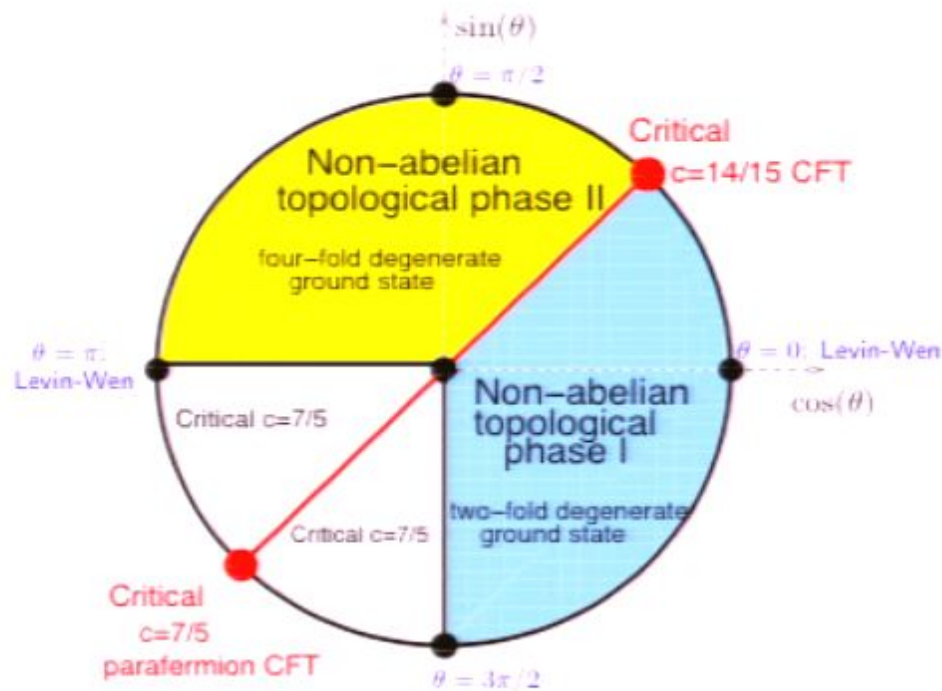 sin(θ)
θ = π/2
Critical
c=14/15 CFT
Non-abelian
topological phase II
four-fold degenerate
ground state
θ = π:
Levin-Wen
θ = 0: Levin-Wen
cos(θ)
Critical c=7/5
Non-abelian
topological
phase I
two-fold degenerate
ground state
Critical c=7/5
Critical
c=7/5
parafermion CFT
θ = 3π/2